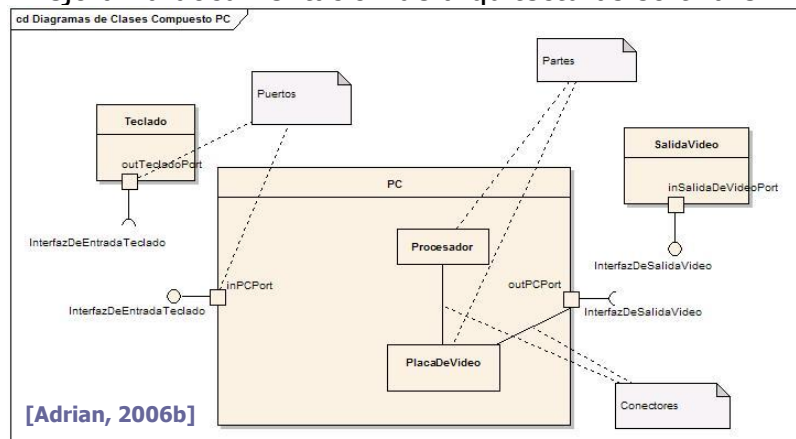 cd Diagramas de Clases Compuesto PC
Partes
Puertos
Teclado
SalidaVideo
outTecladoPort
inSalidaDeVideoPort
PC
InterfazDeEntradaTeclado
Procesador
InterfazDeSalidaVideo
inPCPort
outPCPort
InterfazDeEntradaTeclado
InterfazDeSalidaVideo
PlacaDeVideo
Conectores
[Adrian, 2006b]